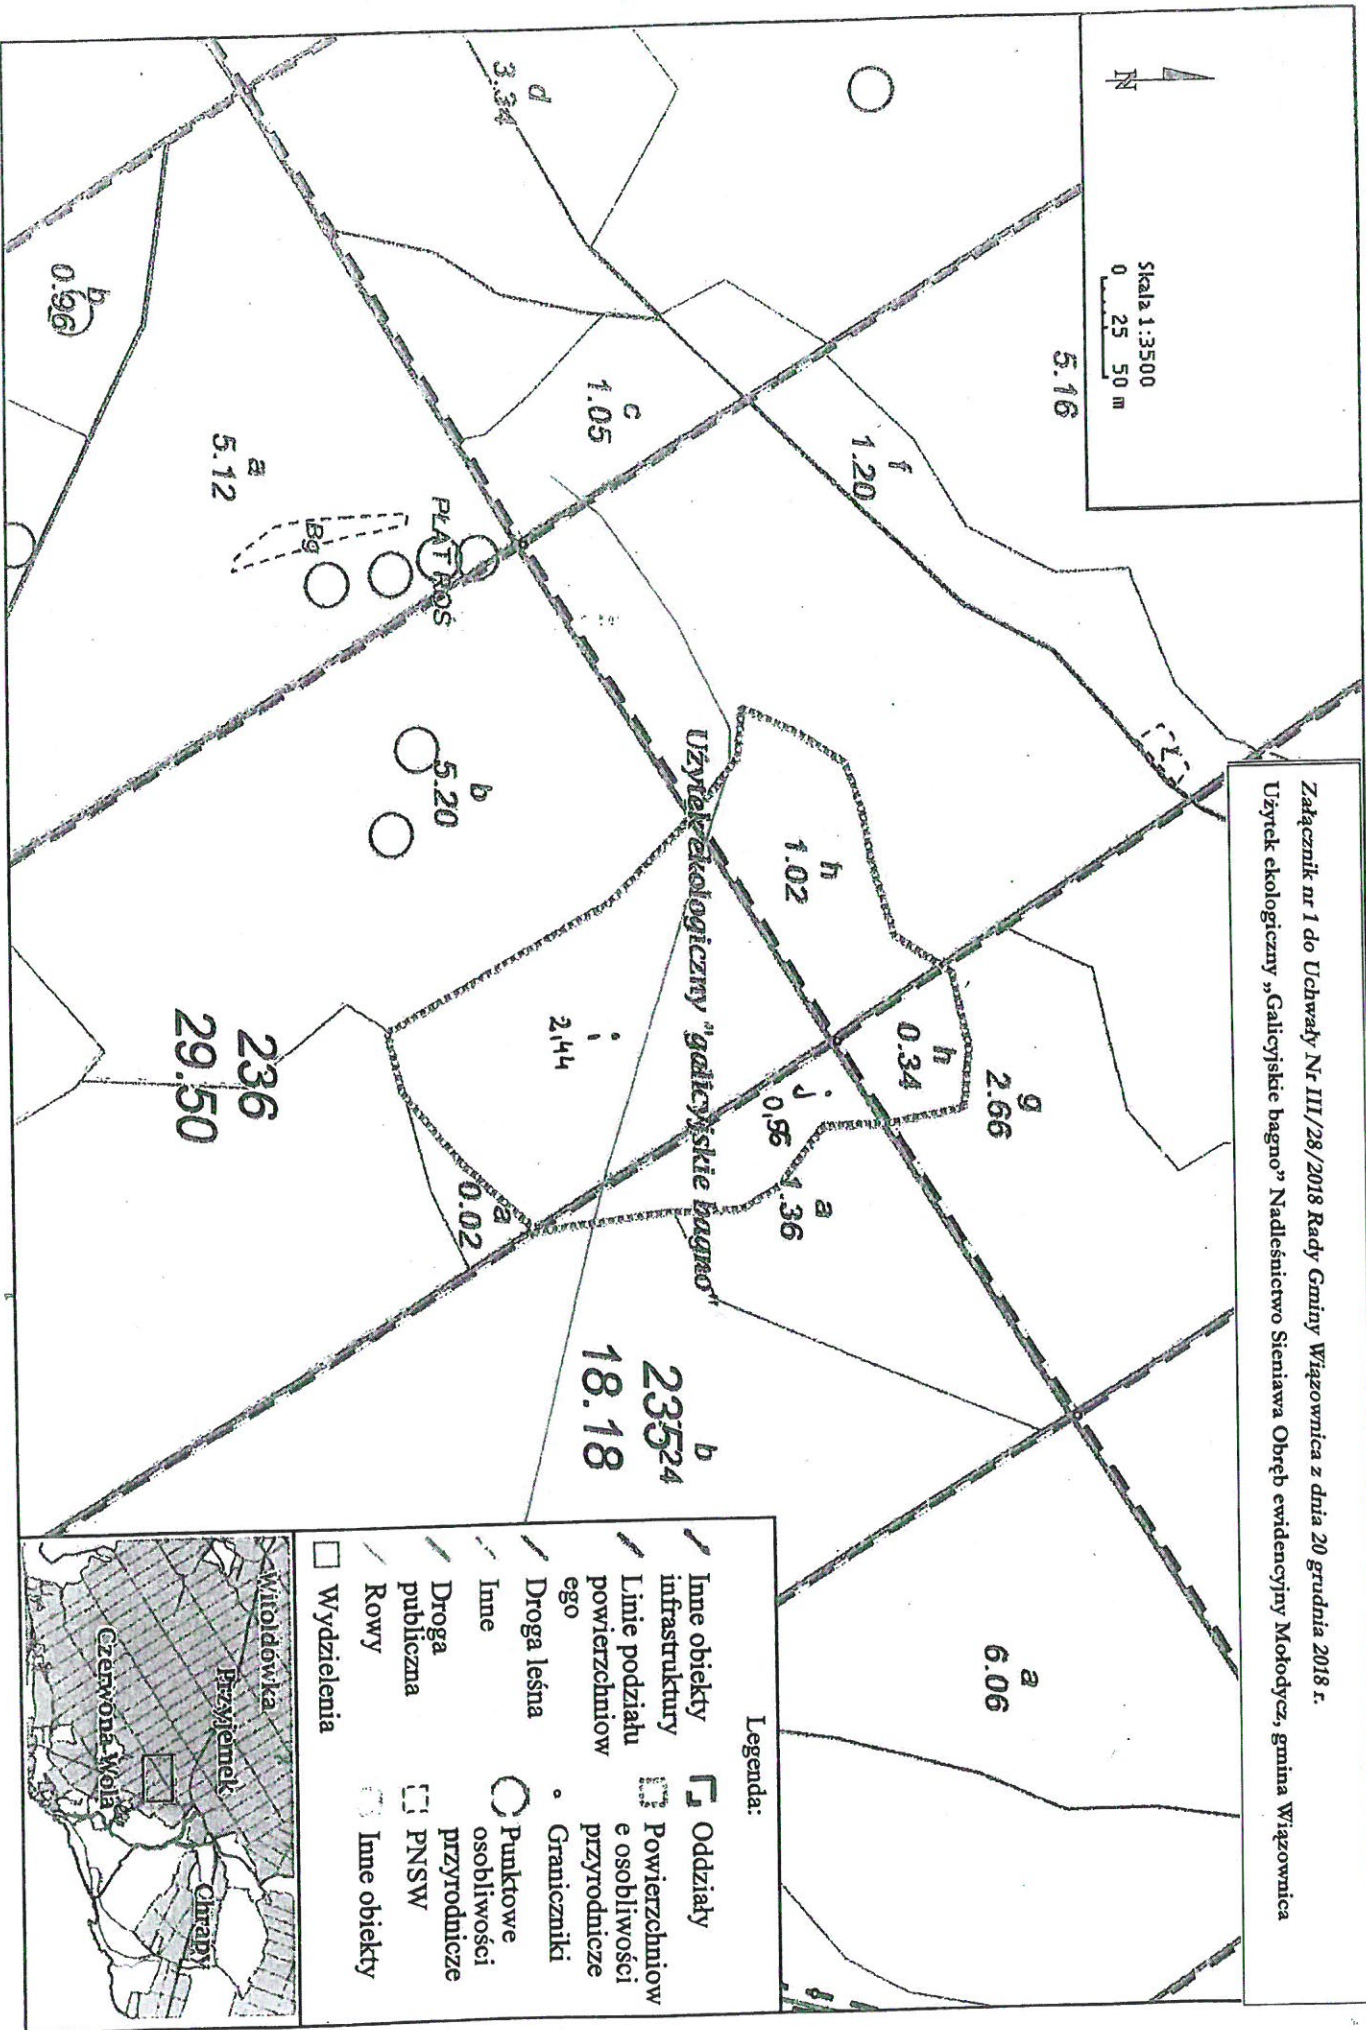 Załącznik nr 1 do Uchwały Nr III/28/2018 Rady Gminy Wiązownica z dnia 20 grudnia 2018 r.
Użytek ekologiczny „Galicyjskie bagno” Nadleśnictwo Sieniawa Obręb ewidencyjny Mołodycz, gmina Wiązownica
N
Skala 1:3500
0 25 50 m
5.16
f
1.20
d
3.34
c
1.05
g
2.66
h
1.02
h
0.34
j
0,56
a
1.36
a
6.06
Użytek ekologiczny "galicyjskie bagno"
i
2,44
b
23524
18.18
PŁAT ROŚ
Bg
a
5.12
b
0.96
b
5.20
a
0.02
236
29.50
Legenda:
Inne obiekty
infrastruktury
Linie podziału
powierzchniow
ego
Droga leśna
Inne
Droga
publiczna
Rowy
Wydzielenia
Oddziały
Powierzchniow
e osobliwości
przyrodnicze
Graniczniki
Punktowe
osobliwości
przyrodnicze
PNSW
Inne obiekty
Witoldówka
Przyjemek
Czerwona Wola
Chrapy